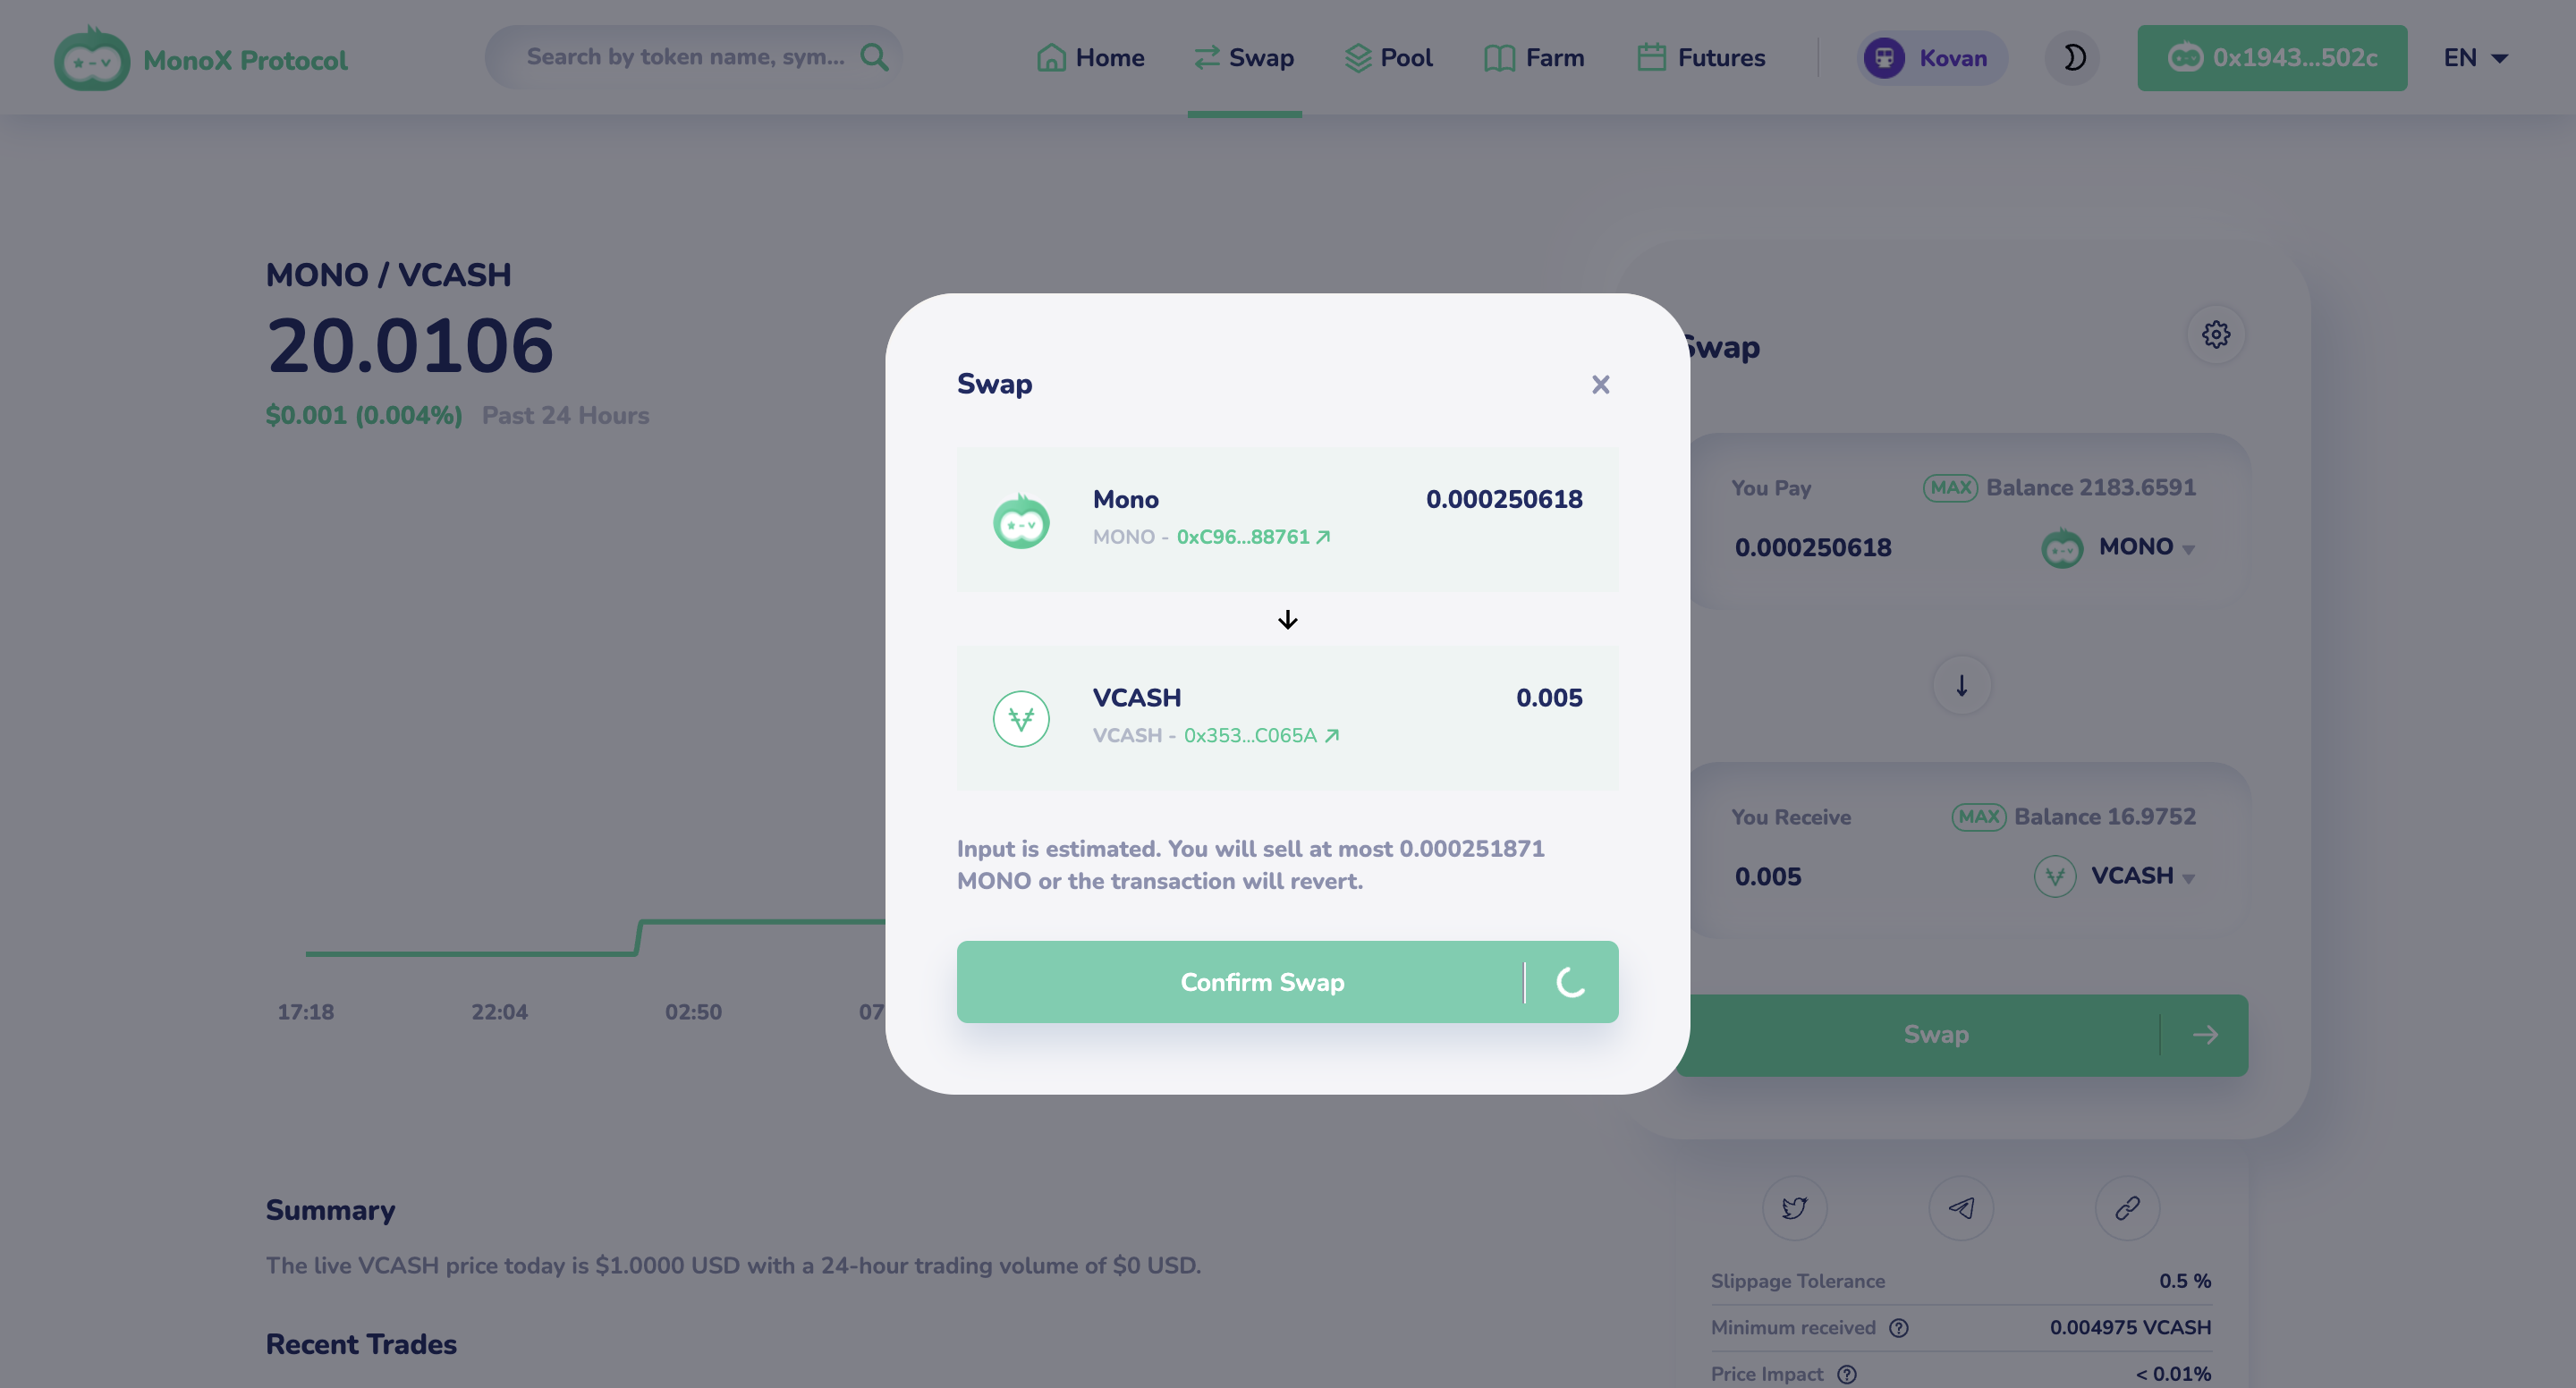 MonoX Protocol
Search by token name, sym...
Home
Swap
Pool
Farm
Futures
Kovan
0x1943...502c
EN
MONO / VCASH
20.0106
$0.001 (0.004%) Past 24 Hours
17:18 22:04 02:50 07
Summary
The live VCASH price today is $1.0000 USD with a 24-hour trading volume of $0 USD.
Recent Trades
Swap
Mono 0.000250618
MONO - 0xC96...88761
VCASH 0.005
VCASH - 0x353...C065A
Input is estimated. You will sell at most 0.000251871
MONO or the transaction will revert.
Confirm Swap
Swap
You Pay MAX Balance 2183.6591
0.000250618 MONO
You Receive MAX Balance 16.9752
0.005 VCASH
Swap
Slippage Tolerance 0.5 %
Minimum received 0.004975 VCASH
Price Impact < 0.01%